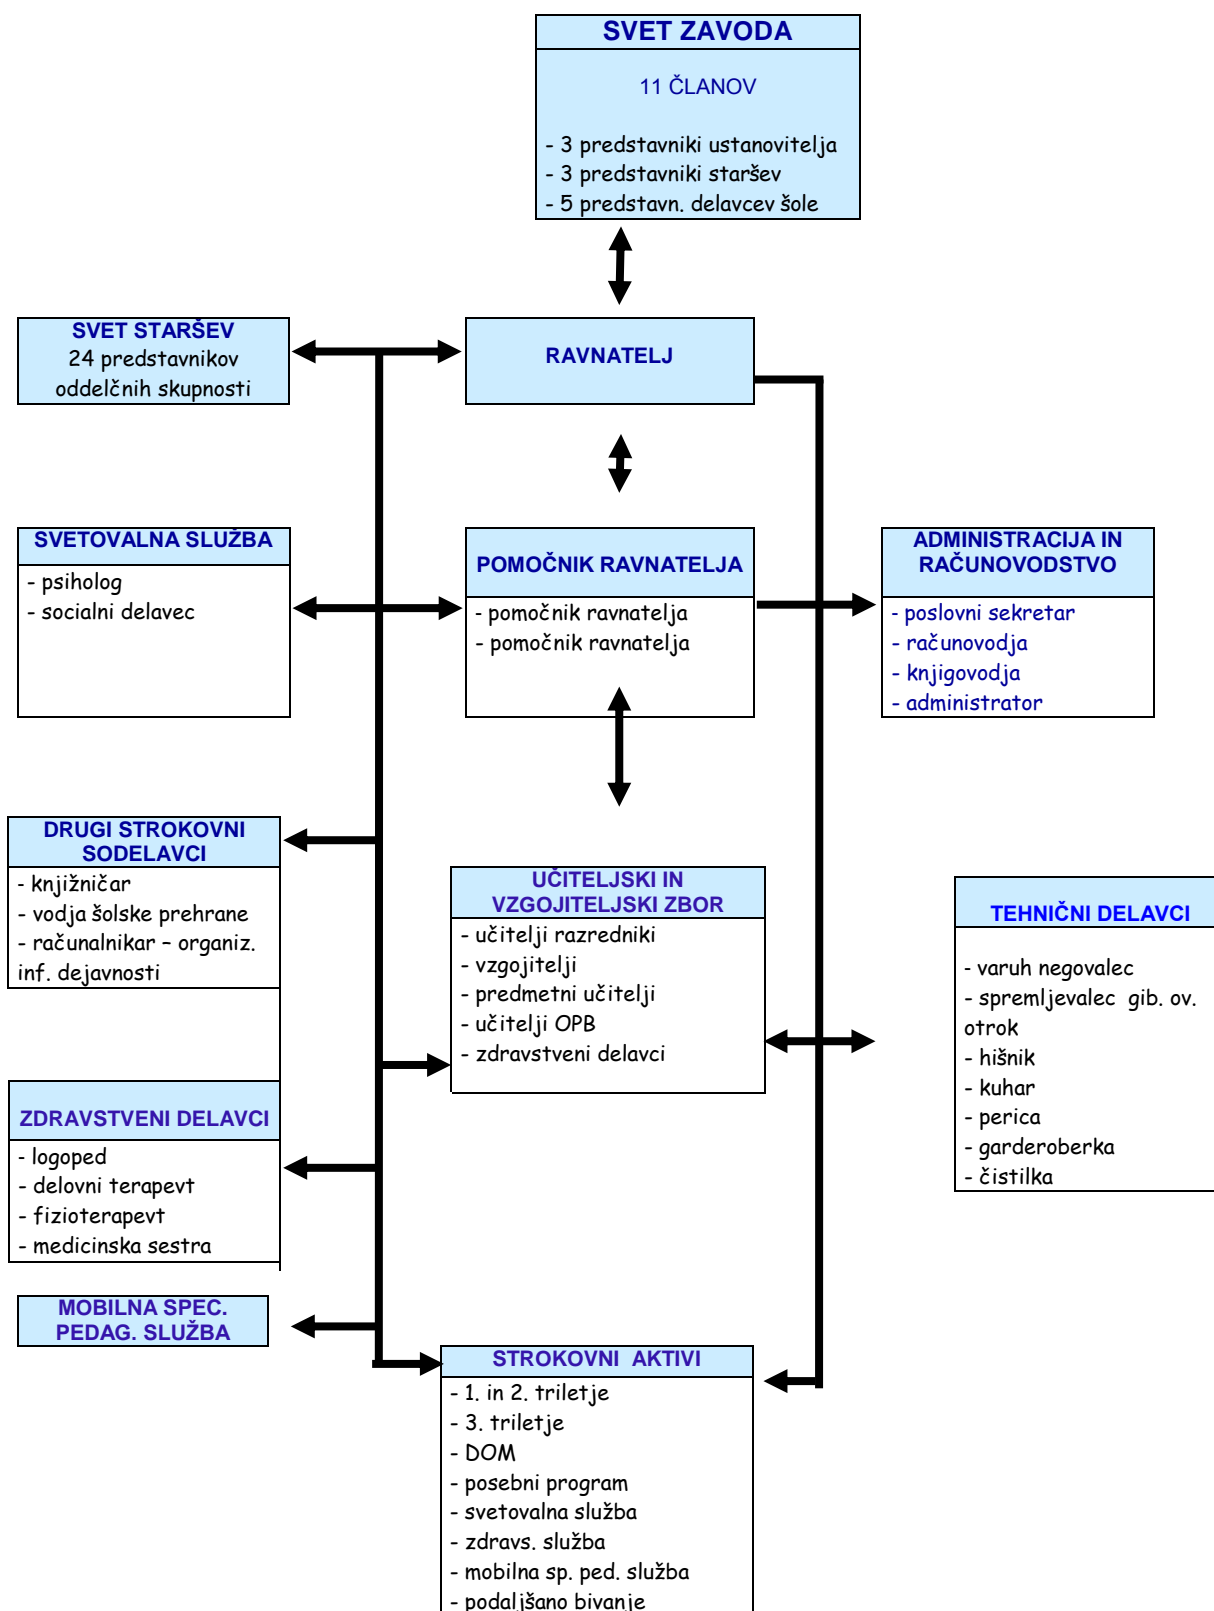 SVET ZAVODA
11 ČLANOV
- 3 predstavniki ustanovitelja
- 3 predstavniki staršev
- 5 predstavn. delavcev šole
SVET STARŠEV
24 predstavnikov
oddelčnih skupnosti
RAVNATELJ
SVETOVALNA SLUŽBA
- psiholog
- socialni delavec
POMOČNIK RAVNATELJA
- pomočnik ravnatelja
- pomočnik ravnatelja
ADMINISTRACIJA IN
RAČUNOVODSTVO
- poslovni sekretar
- računovodja
- knjigovodja
- administrator
DRUGI STROKOVNI
SODELAVCI
- knjižničar
- vodja šolske prehrane
- računalnikar – organiz.
inf. dejavnosti
UČITELJSKI IN
VZGOJITELJSKI ZBOR
- učitelji razredniki
- vzgojitelji
- predmetni učitelji
- učitelji OPB
- zdravstveni delavci
TEHNIČNI DELAVCI
- varuh negovalec
- spremljevalec gib. ov.
otrok
- hišnik
- kuhar
- perica
- garderoberka
- čistilka
ZDRAVSTVENI DELAVCI
- logoped
- delovni terapevt
- fizioterapevt
- medicinska sestra
MOBILNA SPEC.
PEDAG. SLUŽBA
STROKOVNI AKTIVI
- 1. in 2. triletje
- 3. triletje
- DOM
- posebni program
- svetovalna služba
- zdravs. služba
- mobilna sp. ped. služba
- podaljšano bivanje